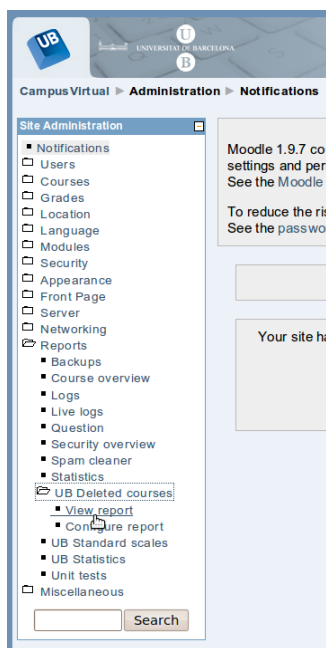 UB
UNIVERSITAT DE BARCELONA
B
CampusVirtual ► Administration ► Notifications
Site Administration
Notifications
Users
Courses
Grades
Location
Language
Modules
Security
Appearance
Front Page
Server
Networking
Reports
Backups
Course overview
Logs
Live logs
Question
Security overview
Spam cleaner
Statistics
UB Deleted courses
View report
Configure report
UB Standard scales
UB Statistics
Unit tests
Miscellaneous
Search
Moodle 1.9.7 co
settings and per
See the Moodle
To reduce the ris
See the passwo
Your site ha